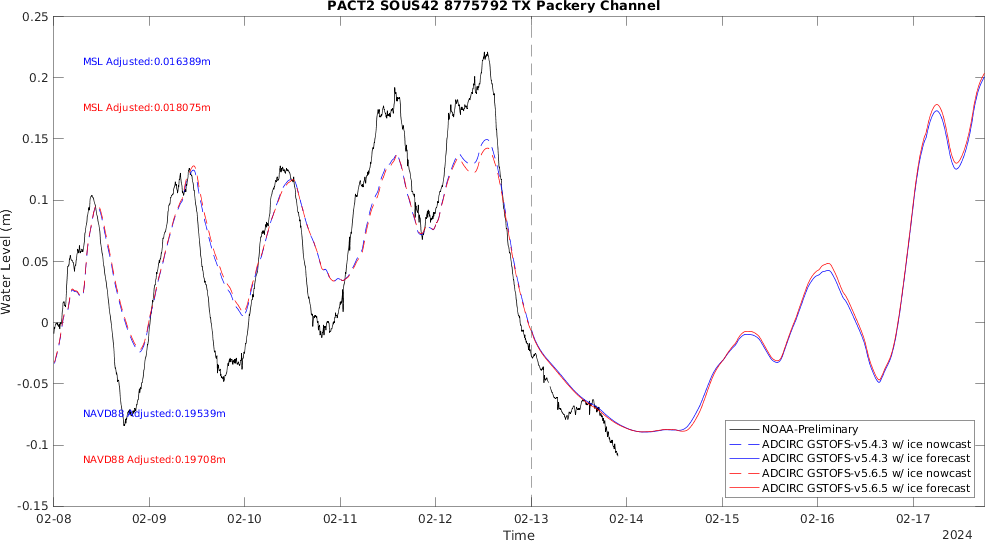 PACT2 SOUS42 8775792 TX Packery Channel
0.25
0.2
0.15
0.1
0.05
0
-0.05
-0.1
-0.15
Water Level (m)
MSL Adjusted:0.016389m
MSL Adjusted:0.018075m
NAVD88 Adjusted:0.19539m
NAVD88 Adjusted:0.19708m
NOAA-Preliminary
ADCIRC GSTOFS-v5.4.3 w/ ice nowcast
ADCIRC GSTOFS-v5.4.3 w/ ice forecast
ADCIRC GSTOFS-v5.6.5 w/ ice nowcast
ADCIRC GSTOFS-v5.6.5 w/ ice forecast
02-08 02-09 02-10 02-11 02-12 02-13 02-14 02-15 02-16 02-17
Time
2024